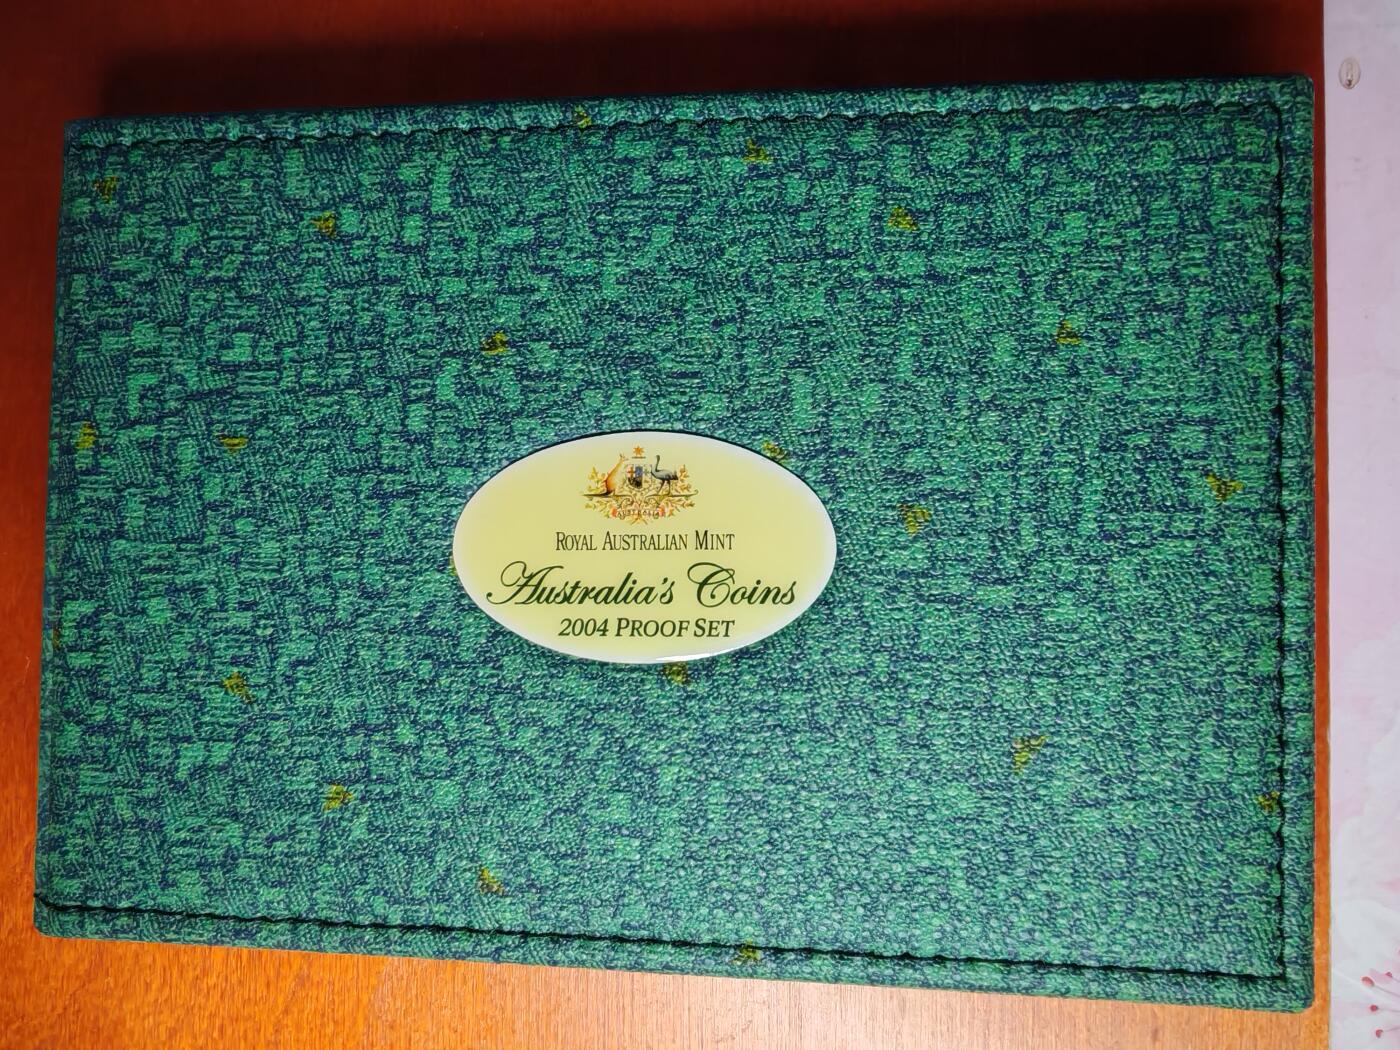 AUSTRALIA
ROYAL AUSTRALIAN MINT
Australia's Coins
2004 PROOF SET